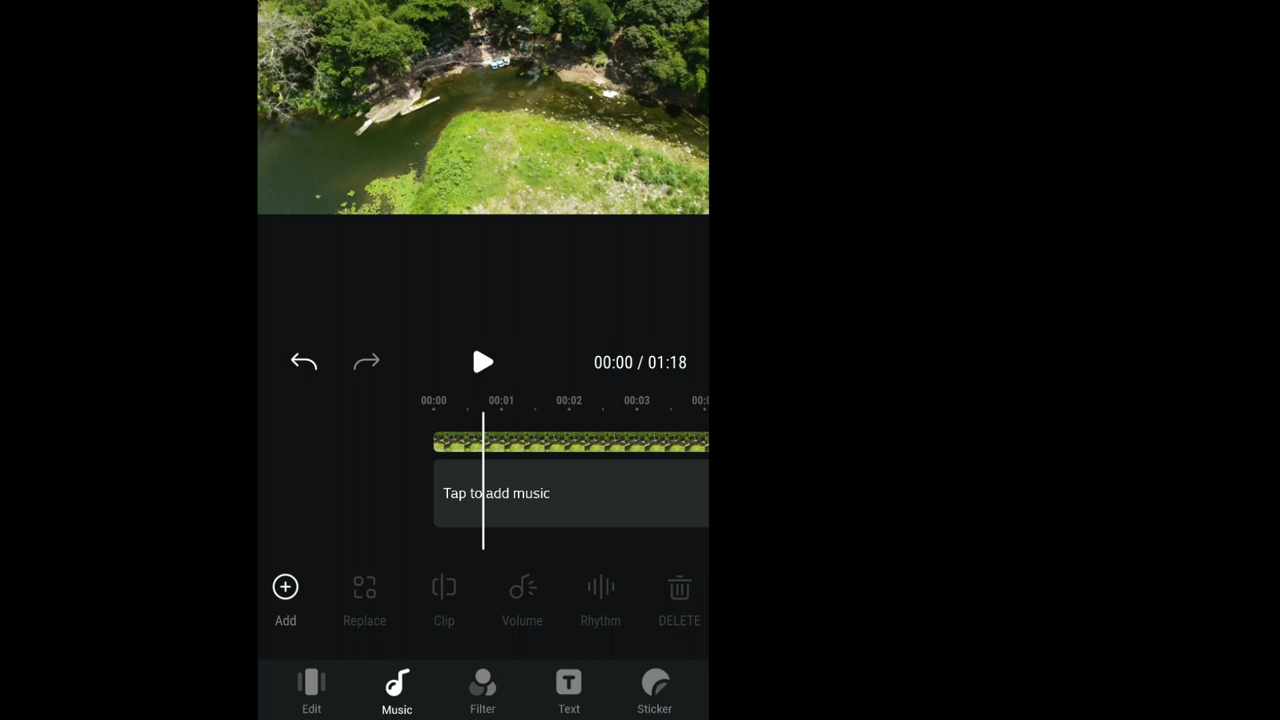 00:00 / 01:18
00:00 00:01 00:02 00:03
Tap to add music
Add Replace Clip Volume Rhythm DELETE
Edit Music Filter Text Sticker